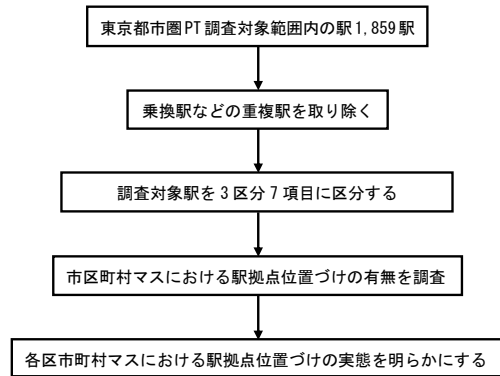 東京都市圏PT調査対象範囲内の駅1,859駅
乗換駅などの重複駅を取り除く
調査対象駅を3区分7項目に区分する
市区町村マスにおける駅拠点位置づけの有無を調査
各区市町村マスにおける駅拠点位置づけの実態を明らかにする